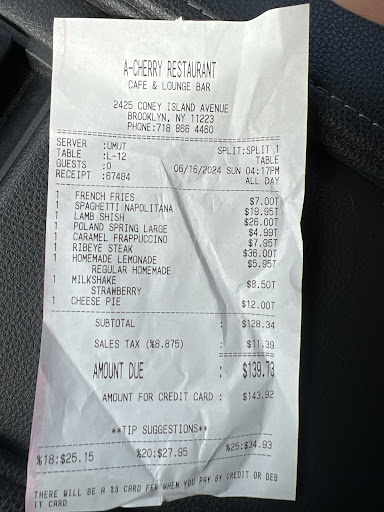 A-CHERRY RESTAURANT
CAFE & LOUNGE BAR
2425 CONEY ISLAND AVENUE
BROOKLYN, NY 11223
PHONE:718 866 4460
SERVER :UMUT SPLIT:SPLIT 1
TABLE :L-12 TABLE
GUESTS :0 06/16/2024 SUN 04:17PM
RECEIPT :67484 ALL DAY
1 FRENCH FRIES $7.00T
1 SPAGHETTI NAPOLITANA $19.95T
1 LAMB SHISH $26.00T
1 POLAND SPRING LARGE $4.99T
1 CARAMEL FRAPPUCCINO $7.95T
1 RIBEYE STEAK $36.00T
1 HOMEMADE LEMONADE $5.95T
REGULAR HOMEMADE
1 MILKSHAKE $8.50T
STRAWBERRY
1 CHEESE PIE $12.00T
SUBTOTAL : $128.34
SALES TAX (%8.875) : $11.39
AMOUNT DUE : $139.73
AMOUNT FOR CREDIT CARD : $143.92
**TIP SUGGESTIONS**
%18:$25.15 %20:$27.95 %25:$34.93
THERE WILL BE A %3 CARD FEE WHEN YOU PAY BY CREDIT OR DEB
IT CARD